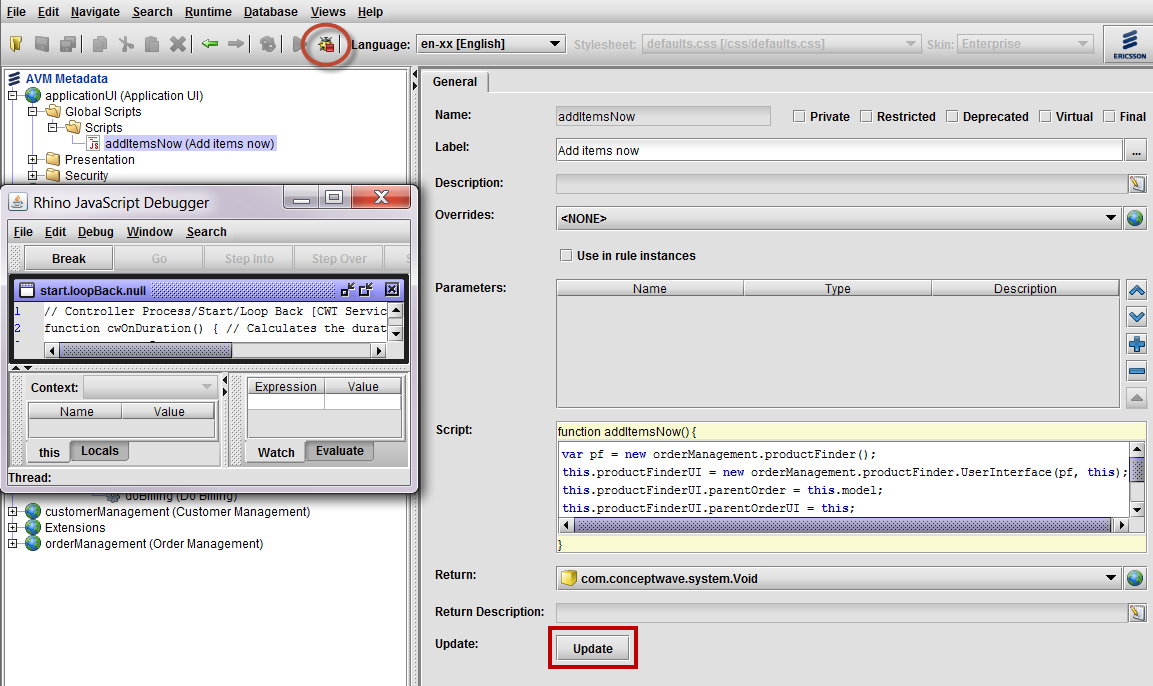 File Edit Navigate Search Runtime Database Views Help
Language: en-xx [English] Stylesheet: defaults.css [/css/defaults.css] Skin: Enterprise
ERICSSON
AVM Metadata
applicationUI (Application UI)
Global Scripts
Scripts
JS addItemsNow (Add items now)
Presentation
Security
Rhino JavaScript Debugger
File Edit Debug Window Search
Break Go Step Into Step Over S
start.loopBack.null
1 // Controller Process/Start/Loop Back [CWT Servic
2 function cwOnDuration() { // Calculates the durat
Context:
Name Value
this Locals
Expression Value
Watch Evaluate
Thread:
doBilling (Do Billing)
customerManagement (Customer Management)
Extensions
orderManagement (Order Management)
General
Name: addItemsNow Private Restricted Deprecated Virtual Final
Label: Add items now ...
Description:
Overrides: <NONE>
Use in rule instances
Parameters: Name Type Description
Script: function addItemsNow() {
var pf = new orderManagement.productFinder();
this.productFinderUI = new orderManagement.productFinder.UserInterface(pf, this);
this.productFinderUI.parentOrder = this.model;
this.productFinderUI.parentOrderUI = this;
}
Return: com.conceptwave.system.Void
Return Description:
Update: Update